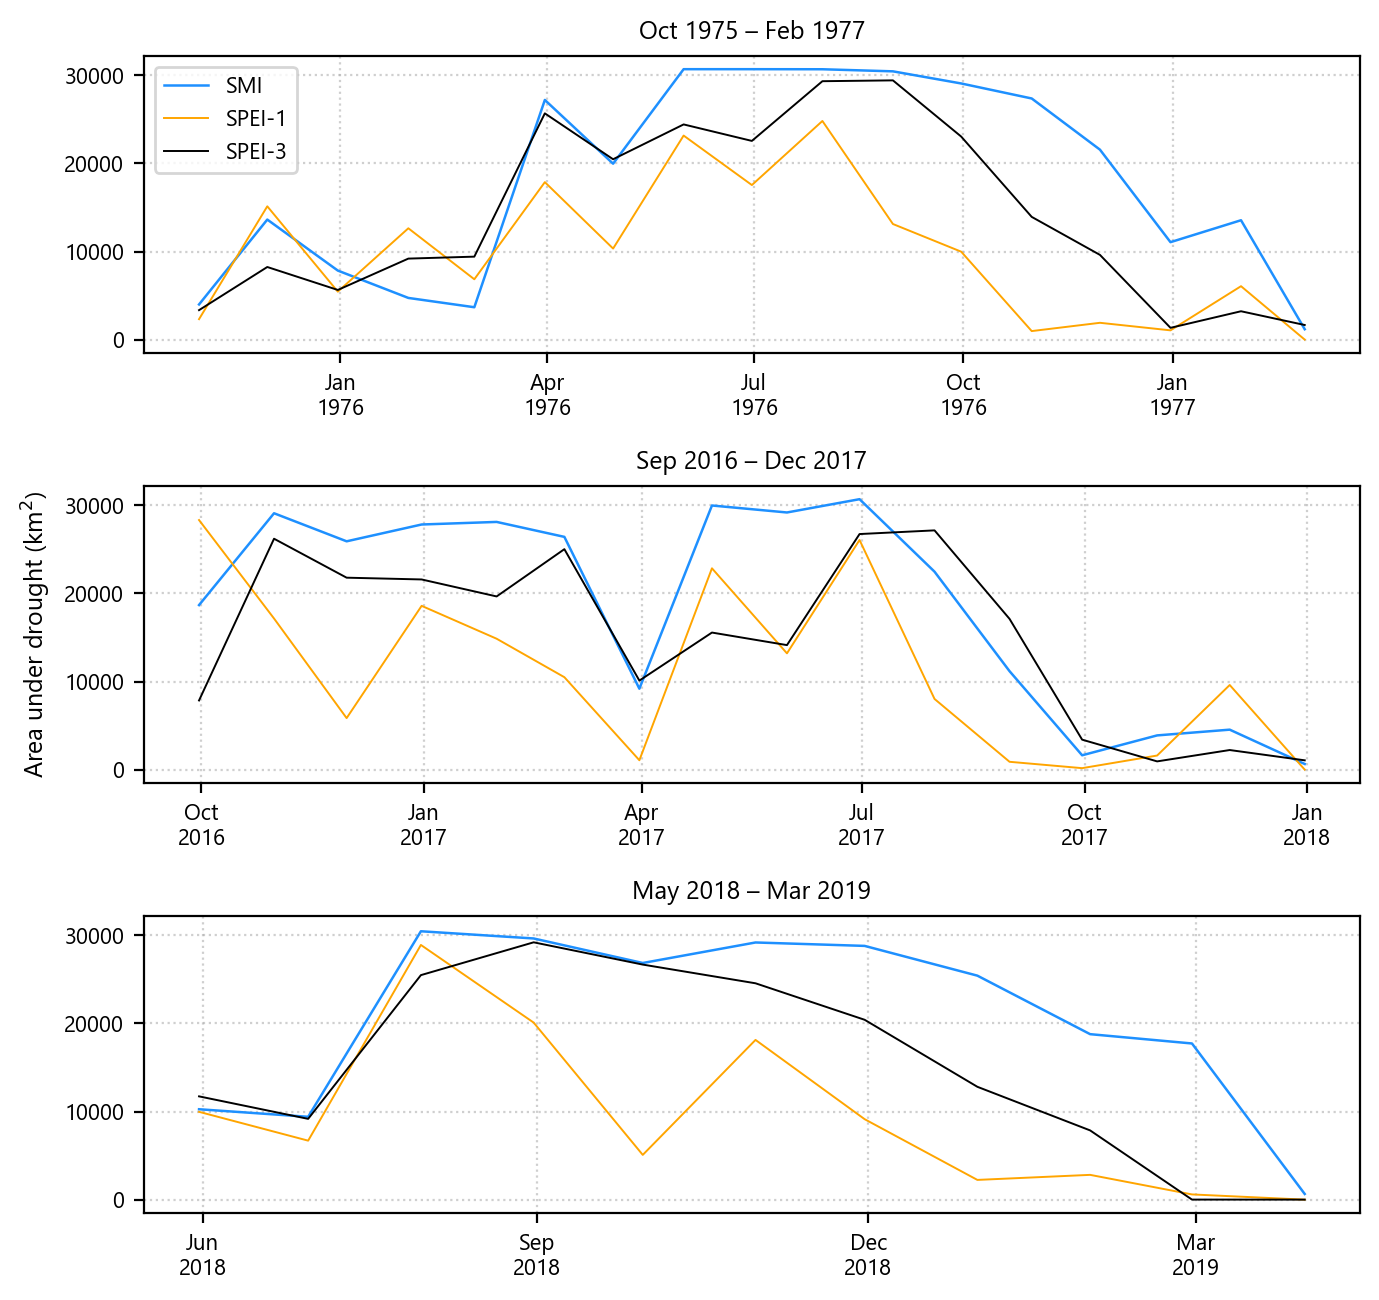 Oct 1975 – Feb 1977
30000
20000
10000
0
SMI
SPEI-1
SPEI-3
Jan
1976
Apr
1976
Jul
1976
Oct
1976
Jan
1977
Area under drought (km²)
Sep 2016 – Dec 2017
30000
20000
10000
0
Oct
2016
Jan
2017
Apr
2017
Jul
2017
Oct
2017
Jan
2018
May 2018 – Mar 2019
30000
20000
10000
0
Jun
2018
Sep
2018
Dec
2018
Mar
2019